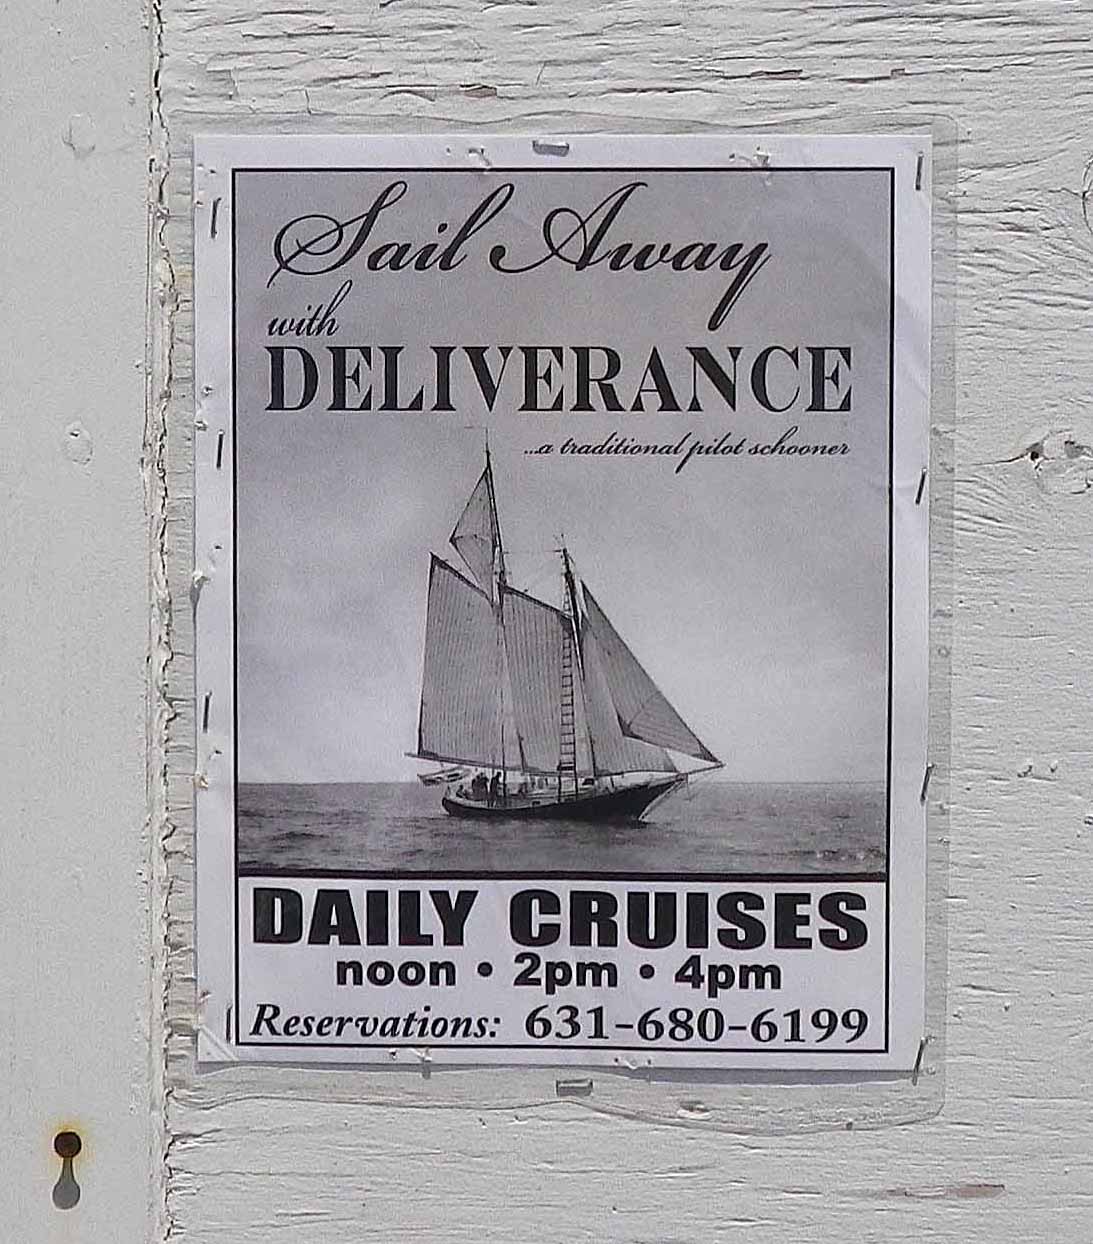 Sail Away
with
DELIVERANCE
...a traditional pilot schooner
DAILY CRUISES
noon • 2pm • 4pm
Reservations: 631-680-6199